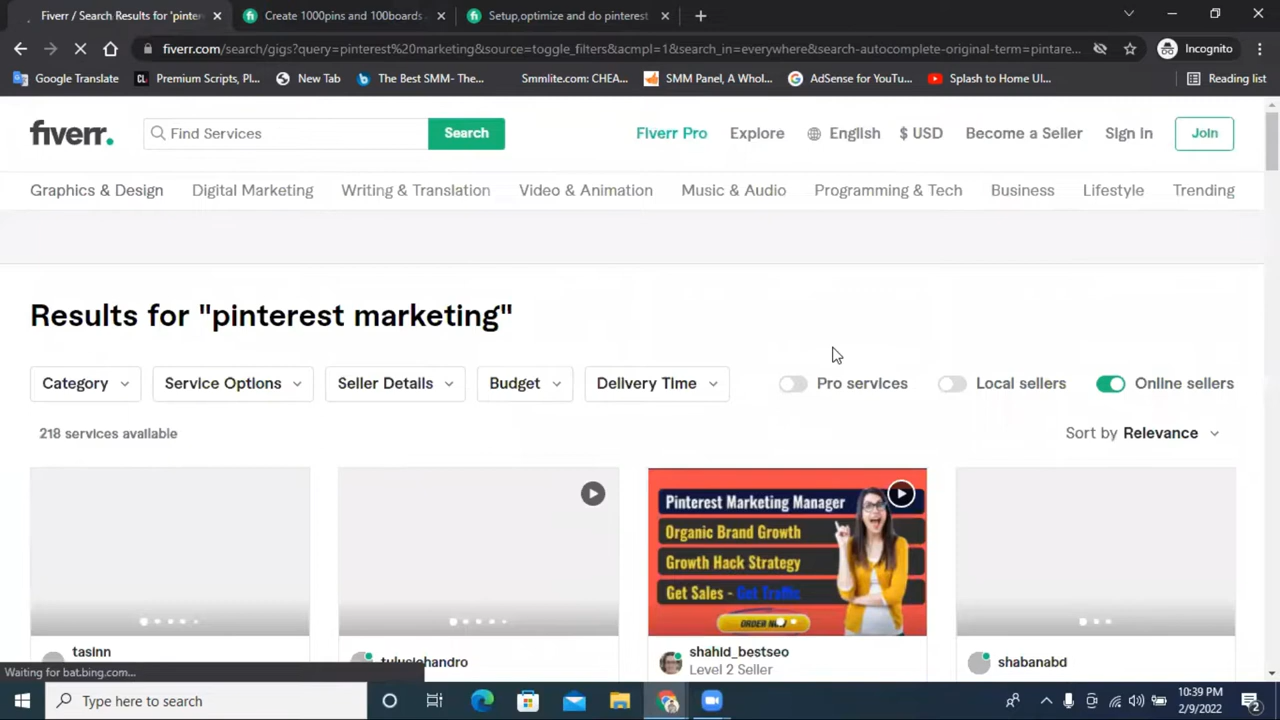 Fiverr / Search Results for 'pinter
Create 1000pins and 100boards
Setup,optimize and do pinterest
fiverr.com/search/gigs?query=pinterest%20marketing&source=toggle_filters&acmpl=1&search_in=everywhere&search-autocomplete-original-term=pintare...
Incognito
Google Translate
CL Premium Scripts, Pl...
New Tab
The Best SMM- The...
Smmlite.com: CHEA...
SMM Panel, A Whol...
AdSense for YouTu...
Splash to Home UI...
Reading list
fiverr.
Find Services
Search
Fiverr Pro
Explore
English
$ USD
Become a Seller
Sign In
Join
Graphics & Design
Digital Marketing
Writing & Translation
Video & Animation
Music & Audio
Programming & Tech
Business
Lifestyle
Trending
Results for "pinterest marketing"
Category
Service Options
Seller Details
Budget
Delivery Time
Pro services
Local sellers
Online sellers
218 services available
Sort by Relevance
Pinterest Marketing Manager
Organic Brand Growth
Growth Hack Strategy
Get Sales - Get Traffic
ORDER NOW
tasinn
shahid_bestseo
Level 2 Seller
shabanabd
Waiting for bat.bing.com...
Type here to search
10:39 PM
2/9/2022
2